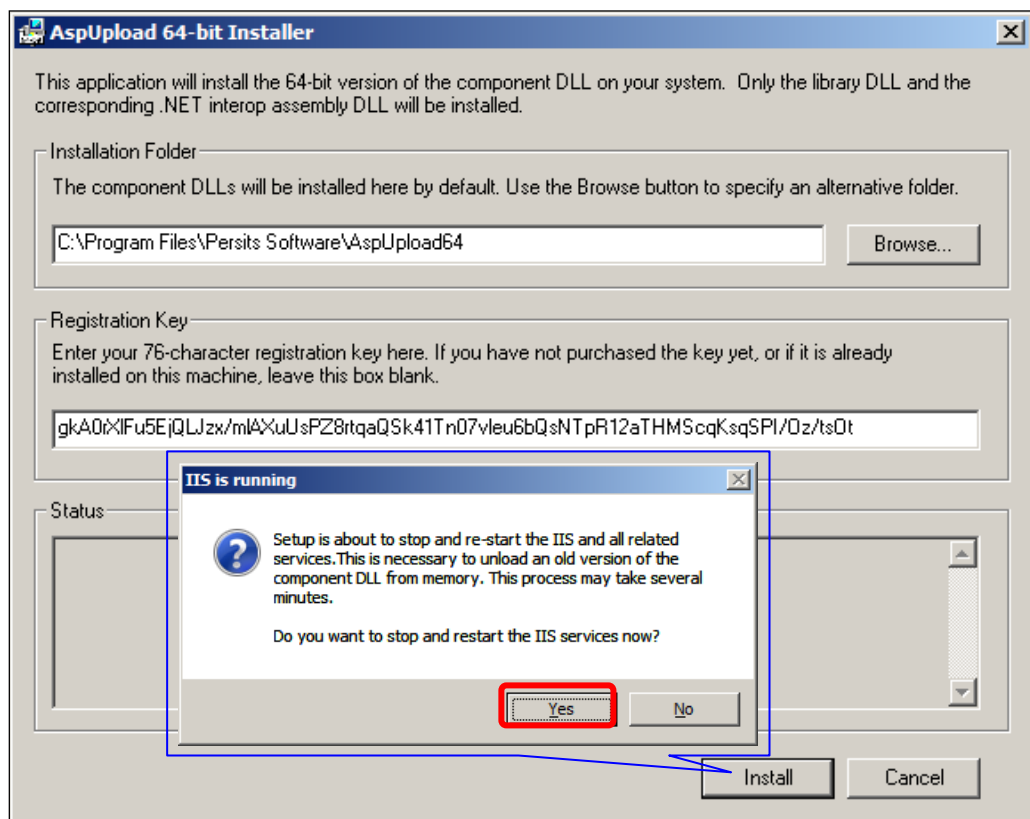 AspUpload 64-bit Installer
This application will install the 64-bit version of the component DLL on your system.  Only the library DLL and the
corresponding .NET interop assembly DLL will be installed.
Installation Folder
The component DLLs will be installed here by default. Use the Browse button to specify an alternative folder.
C:\Program Files\Persits Software\AspUpload64
Browse...
Registration Key
Enter your 76-character registration key here. If you have not purchased the key yet, or if it is already
installed on this machine, leave this box blank.
IIS is running
Status
Setup is about to stop and re-start the IIS and all related
services.This is necessary to unload an old version of the
component DLL from memory. This process may take several
minutes.
Do you want to stop and restart the IIS services now?
Yes
No
Install
Cancel